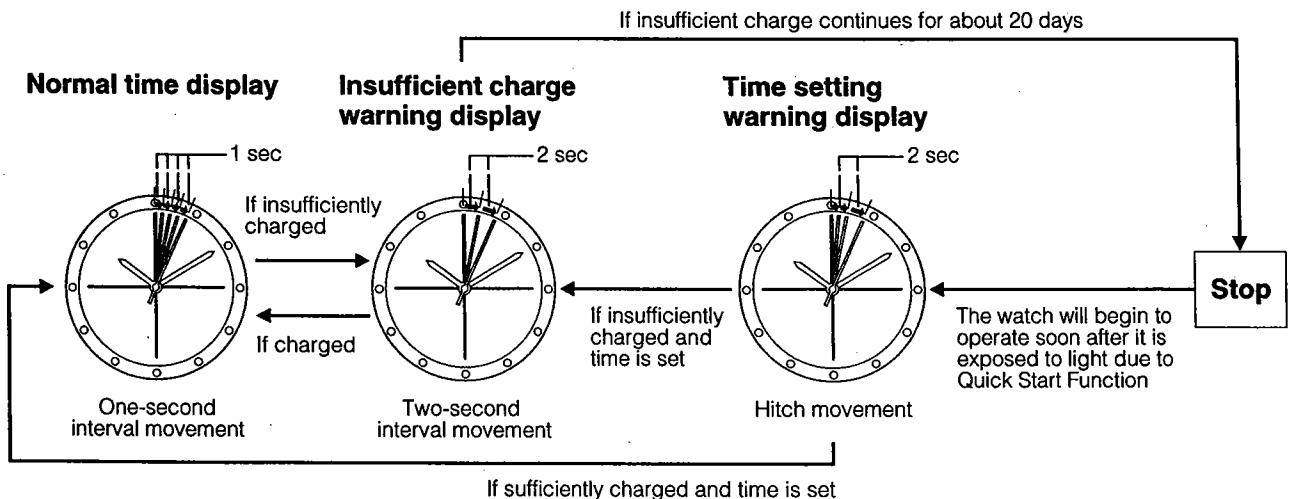 If insufficient charge continues for about 20 days
Normal time display
Insufficient charge
warning display
Time setting
warning display
1 sec
2 sec
2 sec
If insufficiently
charged
If charged
If insufficiently
charged and
time is set
Stop
The watch will begin to
operate soon after it is
exposed to light due to
Quick Start Function
One-second
interval movement
Two-second
interval movement
Hitch movement
If sufficiently charged and time is set